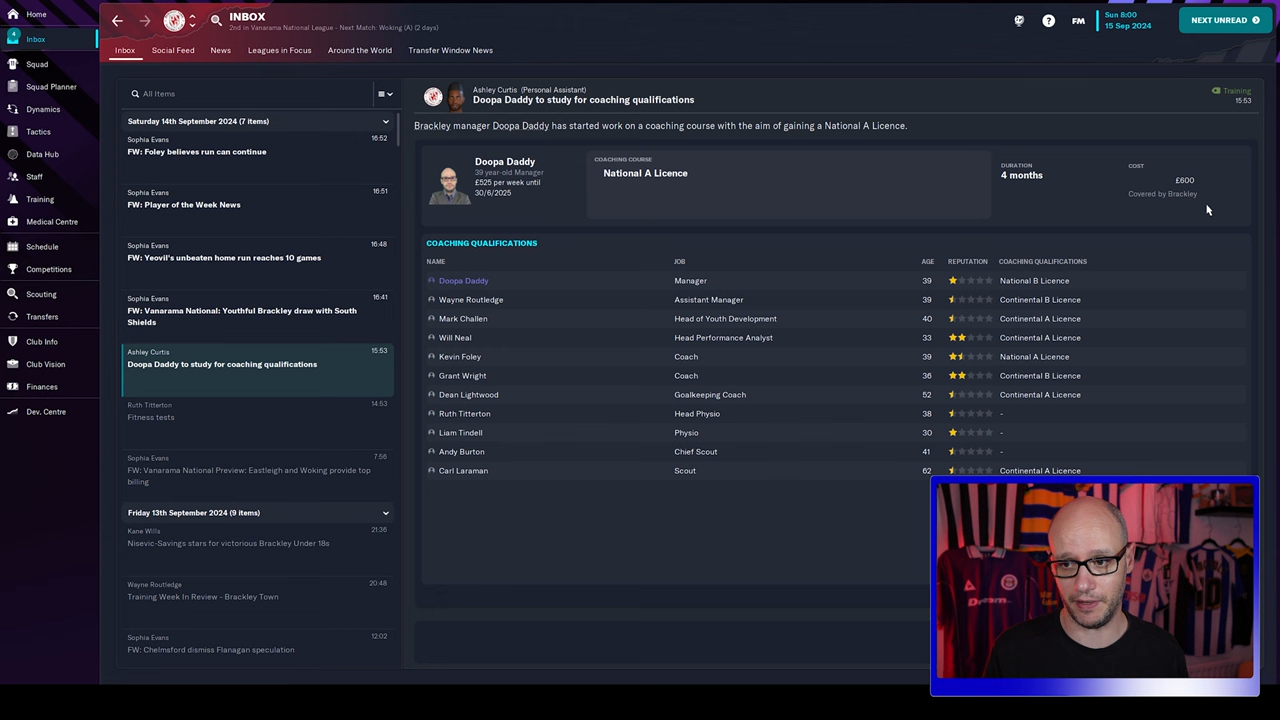 Home
4
Inbox
Squad
Squad Planner
Dynamics
Tactics
Data Hub
Staff
Training
Medical Centre
Schedule
Competitions
Scouting
Transfers
Club Info
Club Vision
Finances
Dev. Centre
INBOX
2nd in Vanarama National League - Next Match: Woking (A) (2 days)
FM
Sun 8:00
15 Sep 2024
NEXT UNREAD
Inbox
Social Feed
News
Leagues in Focus
Around the World
Transfer Window News
All Items
Saturday 14th September 2024 (7 items)
Sophia Evans 16:52
FW: Foley believes run can continue
Sophia Evans 16:51
FW: Player of the Week News
Sophia Evans 16:48
FW: Yeovil's unbeaten home run reaches 10 games
Sophia Evans 16:41
FW: Vanarama National: Youthful Brackley draw with South
Shields
Ashley Curtis 15:53
Doopa Daddy to study for coaching qualifications
Ruth Titterton 14:53
Fitness tests
Sophia Evans 7:56
FW: Vanarama National Preview: Eastleigh and Woking provide top
billing
Friday 13th September 2024 (9 items)
Kane Wills 21:36
Nisevic-Savings stars for victorious Brackley Under 18s
Wayne Routledge 20:48
Training Week In Review - Brackley Town
Sophia Evans 12:02
FW: Chelmsford dismiss Flanagan speculation
Ashley Curtis (Personal Assistant)
Doopa Daddy to study for coaching qualifications
Training
15:53
Brackley manager Doopa Daddy has started work on a coaching course with the aim of gaining a National A Licence.
Doopa Daddy
39 year-old Manager
£525 per week until
30/6/2025
COACHING COURSE
National A Licence
DURATION
4 months
COST
£600
Covered by Brackley
COACHING QUALIFICATIONS
NAME JOB AGE REPUTATION COACHING QUALIFICATIONS
Doopa Daddy Manager 39 National B Licence
Wayne Routledge Assistant Manager 39 Continental B Licence
Mark Challen Head of Youth Development 40 Continental A Licence
Will Neal Head Performance Analyst 33 Continental A Licence
Kevin Foley Coach 39 National A Licence
Grant Wright Coach 36 Continental B Licence
Dean Lightwood Goalkeeping Coach 52 Continental A Licence
Ruth Titterton Head Physio 38 -
Liam Tindell Physio 30 -
Andy Burton Chief Scout 41 -
Carl Laraman Scout 62 Continental A Licence